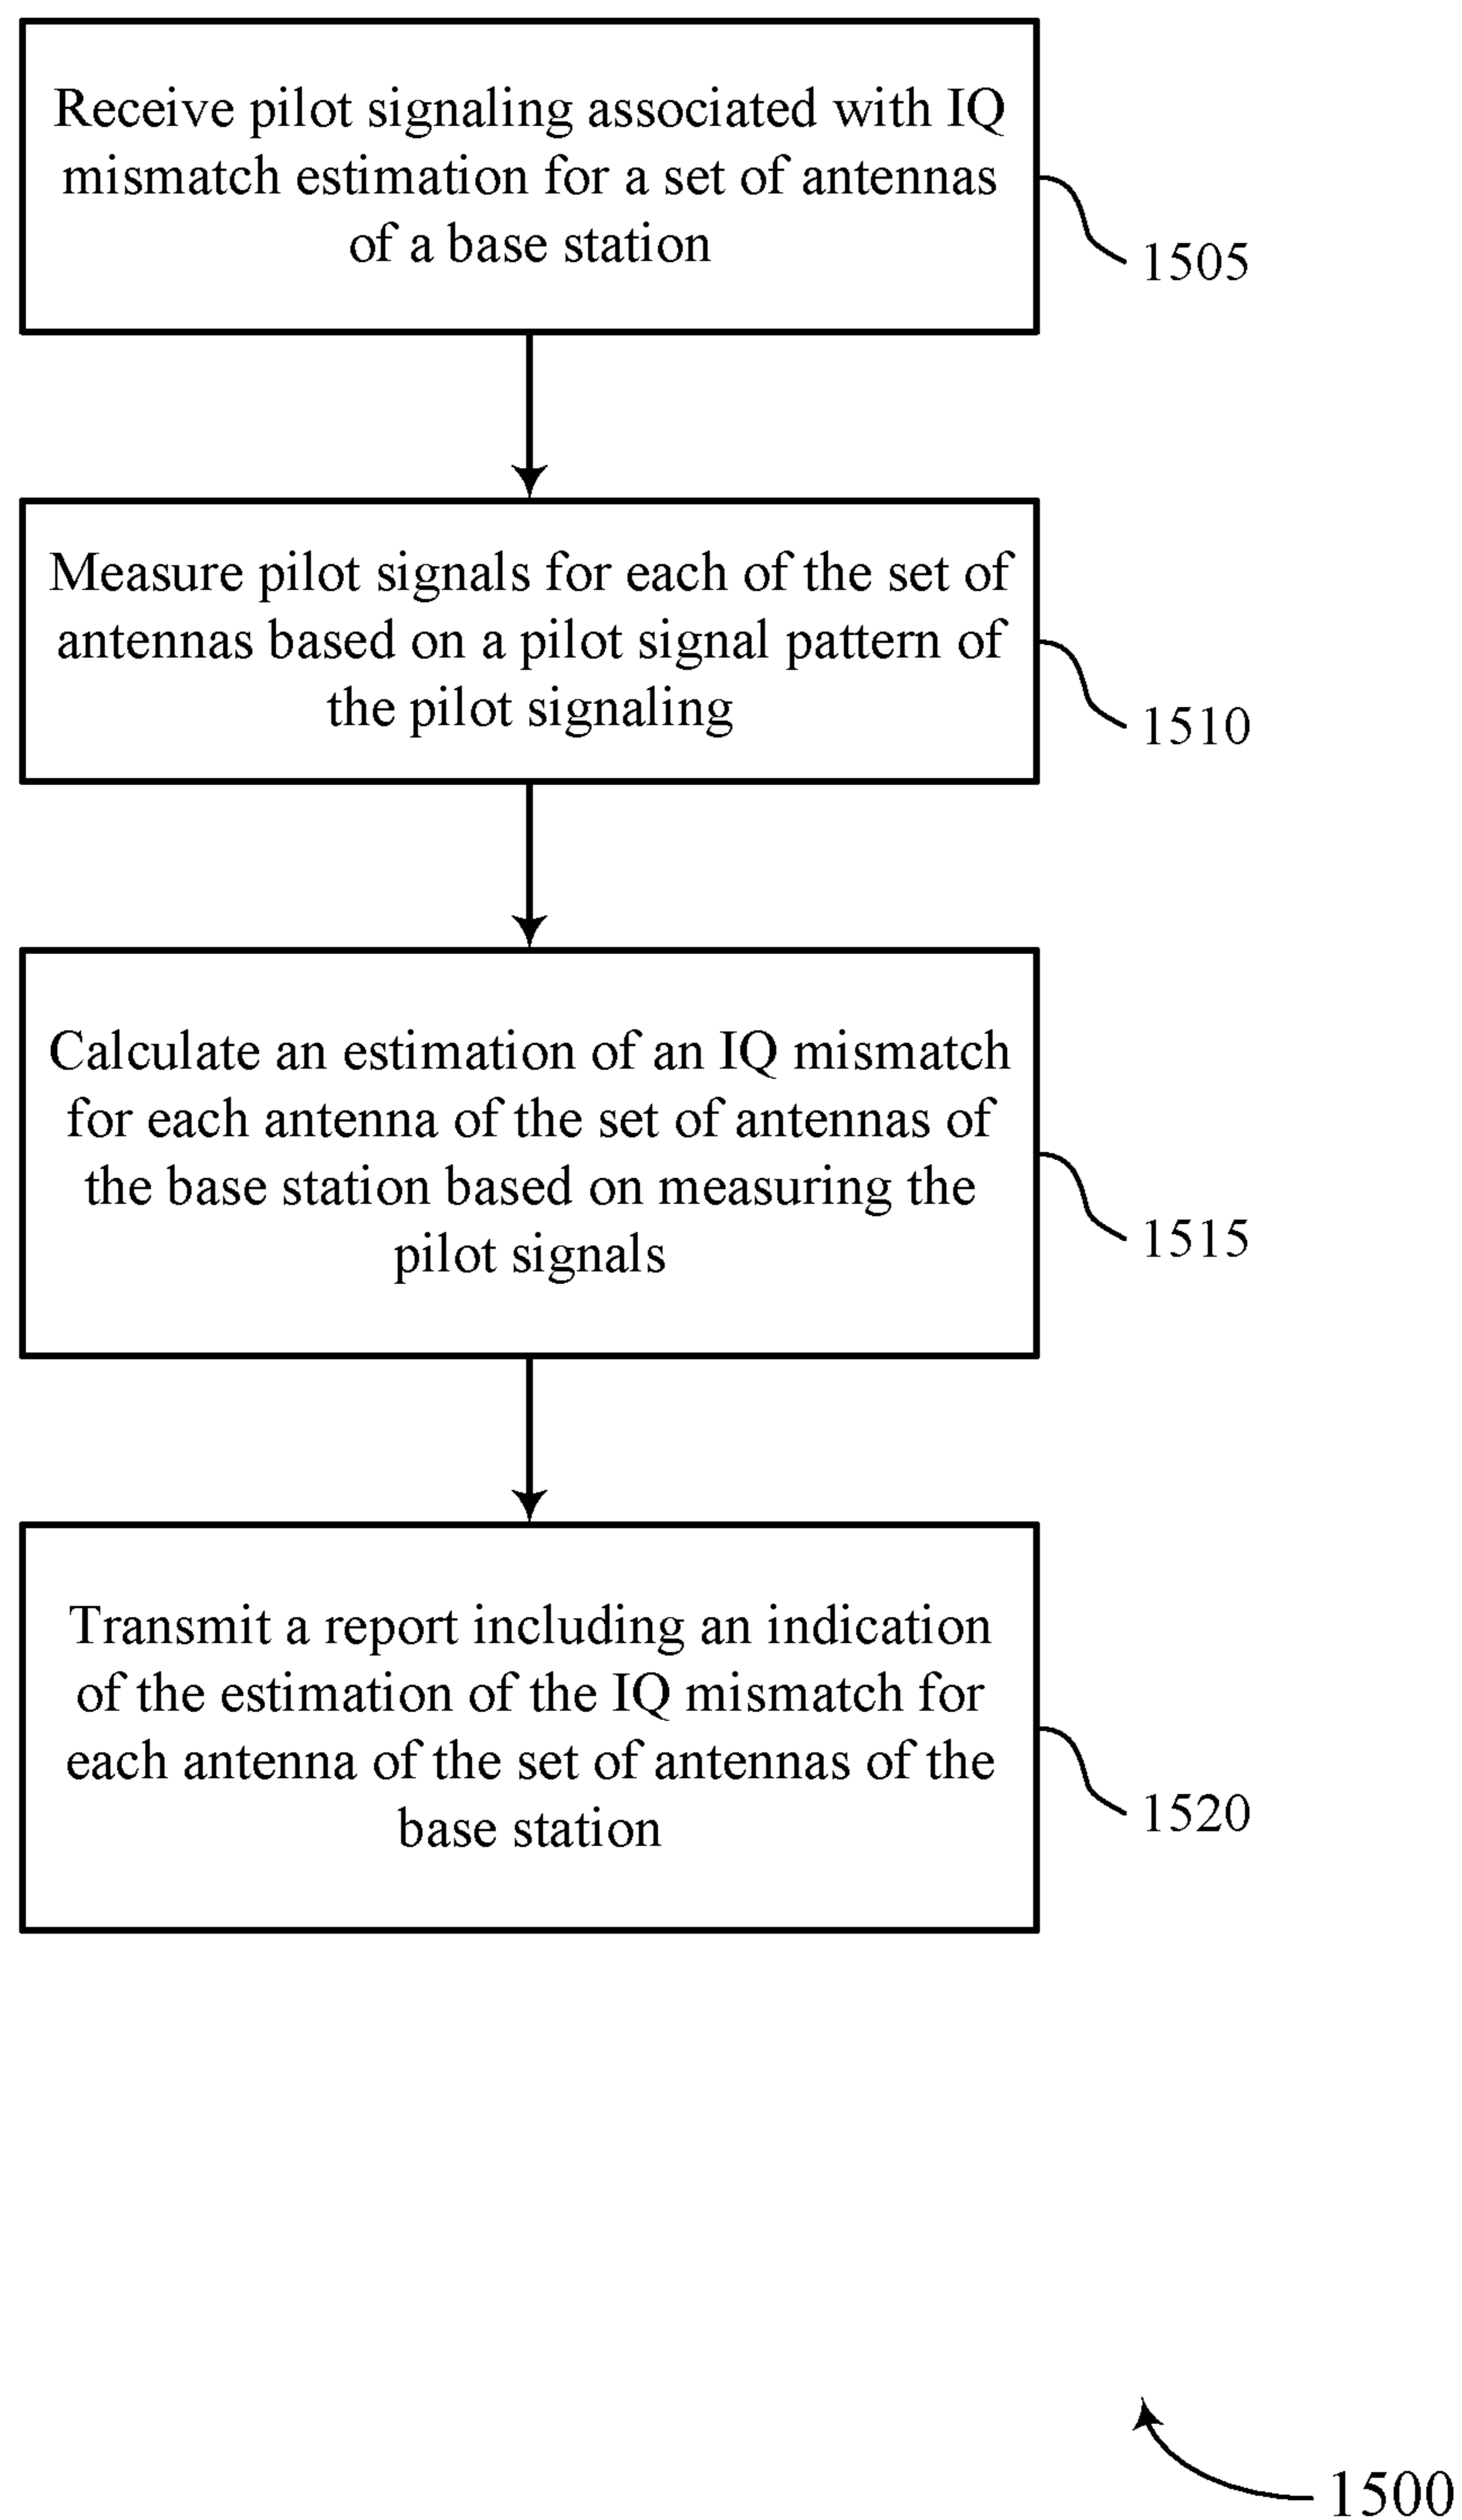 Receive pilot signaling associated with IQ
mismatch estimation for a set of antennas
of a base station
1505
Measure pilot signals for each of the set of
antennas based on a pilot signal pattern of
the pilot signaling
1510
Calculate an estimation of an IQ mismatch
for each antenna of the set of antennas of
the base station based on measuring the
pilot signals
1515
Transmit a report including an indication
of the estimation of the IQ mismatch for
each antenna of the set of antennas of the
base station
1520
1500